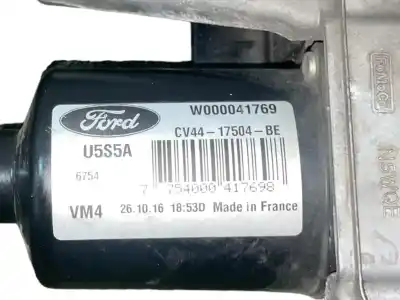 Ford
W000041769
CV44-17504-BE
U5S5A
6754
7 754000 417698
VM4
26.10.16 18:53D Made in France